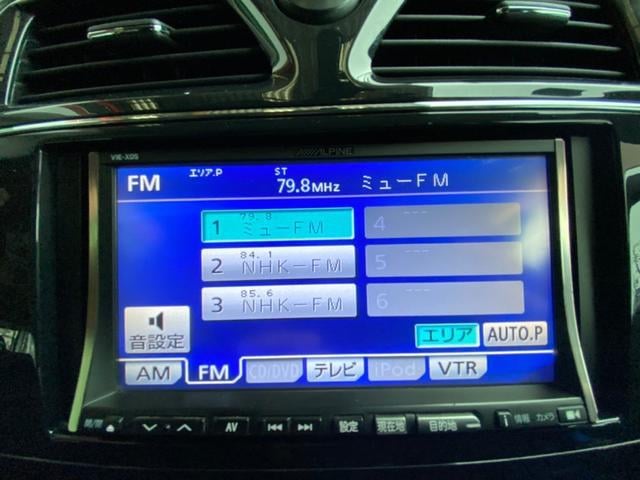 ALPINE
VIE-X05
FM
エリア.P
ST
79.8MHz
ミューFM
1 79.8 ミューFM
4 ---
2 84.1 NHK-FM
5 ---
3 85.6 NHK-FM
6 ---
音設定
エリア
AUTO.P
AM
FM
CD/DVD
テレビ
iPod
VTR
開/閉
AV
設定
現在地
目的地
i 情報
カメラ